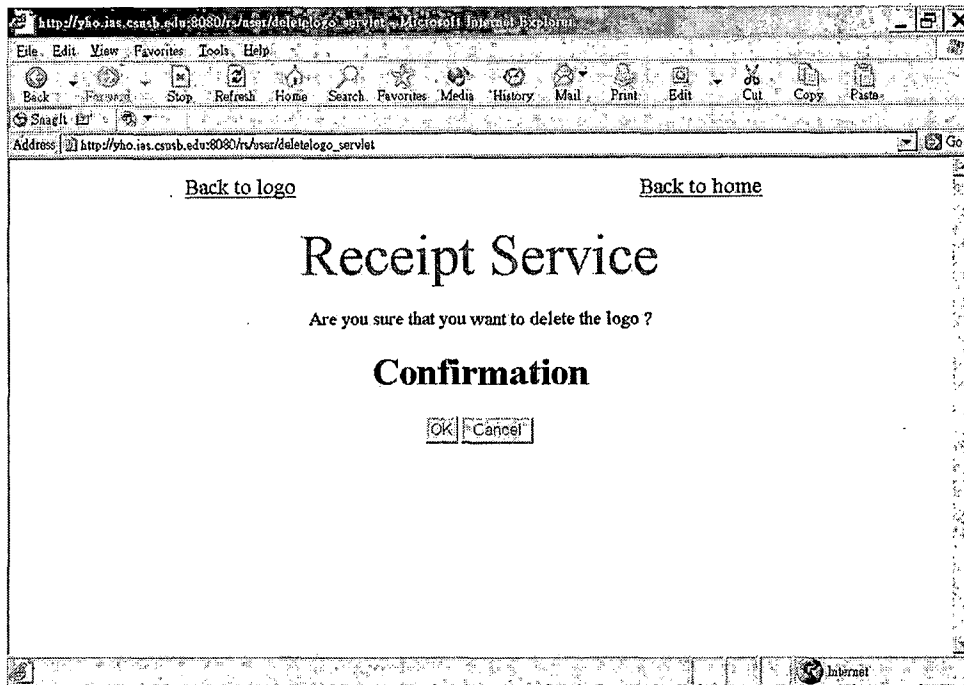 http://yho.ias.csusb.edu:8080/rs/user/deletelogo_servlet - Microsoft Internet Explorer
File Edit View Favorites Tools Help
Back Forward Stop Refresh Home Search Favorites Media History Mail Print Edit Cut Copy Paste
SnagIt
Address http://yho.ias.csusb.edu:8080/rs/user/deletelogo_servlet Go
Back to logo Back to home
Receipt Service
Are you sure that you want to delete the logo ?
Confirmation
OK Cancel
Internet